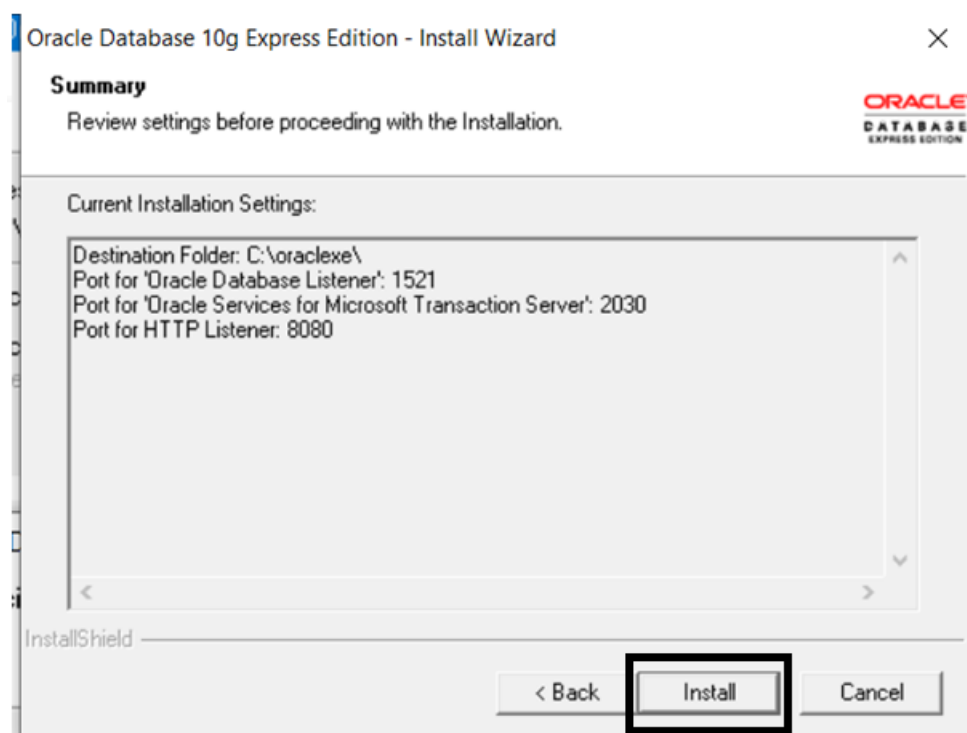 Oracle Database 10g Express Edition - Install Wizard
Summary
Review settings before proceeding with the Installation.
ORACLE
DATABASE
EXPRESS EDITION
Current Installation Settings:
Destination Folder: C:\oraclexe\
Port for 'Oracle Database Listener': 1521
Port for 'Oracle Services for Microsoft Transaction Server': 2030
Port for HTTP Listener: 8080
InstallShield
< Back Install Cancel